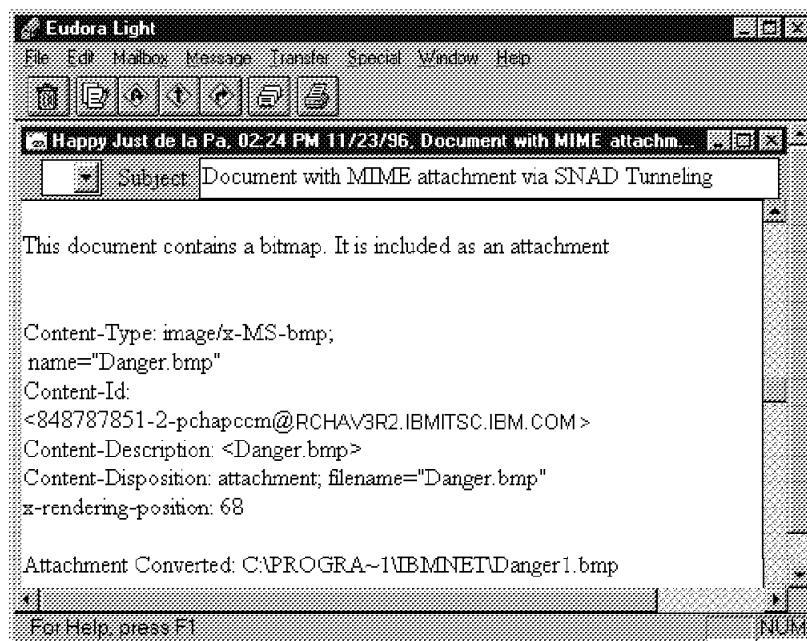 Eudora Light
File Edit Mailbox Message Transfer Special Window Help
Happy Just de la Pa, 02:24 PM 11/23/96, Document with MIME attachm...
Subject: Document with MIME attachment via SNAD Tunneling
This document contains a bitmap. It is included as an attachment
Content-Type: image/x-MS-bmp;
name="Danger.bmp"
Content-Id:
<848787851-2-pchapccm@RCHAV3R2.IBMITSC.IBM.COM>
Content-Description: <Danger.bmp>
Content-Disposition: attachment; filename="Danger.bmp"
x-rendering-position: 68
Attachment Converted: C:\PROGRA~1\IBMNET\Danger1.bmp
For Help, press F1
NUM